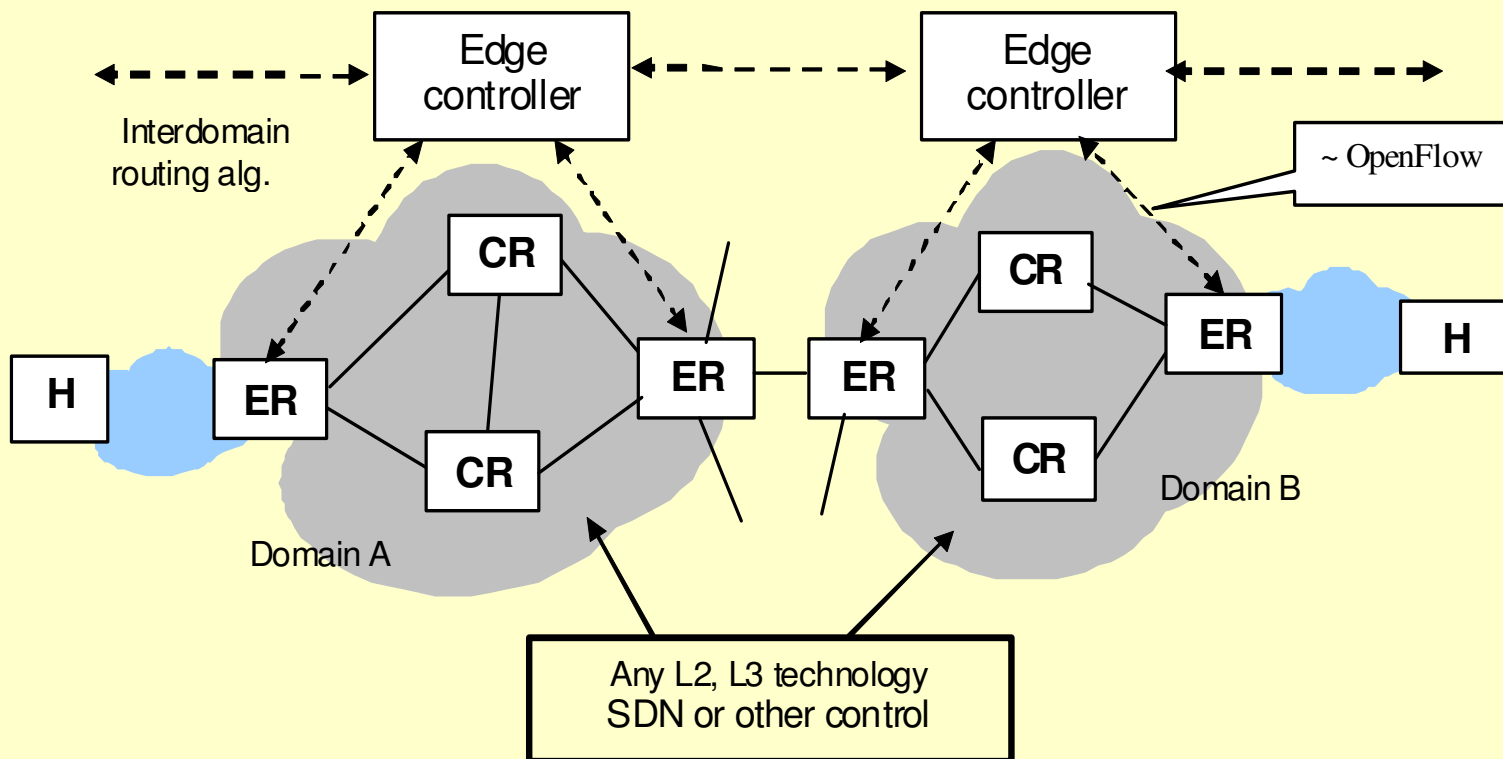 Edge
controller
Edge
controller
Interdomain
routing alg.
~ OpenFlow
CR
CR
H
ER
ER
ER
ER
H
CR
CR
Domain A
Domain B
Any L2, L3 technology
SDN or other control